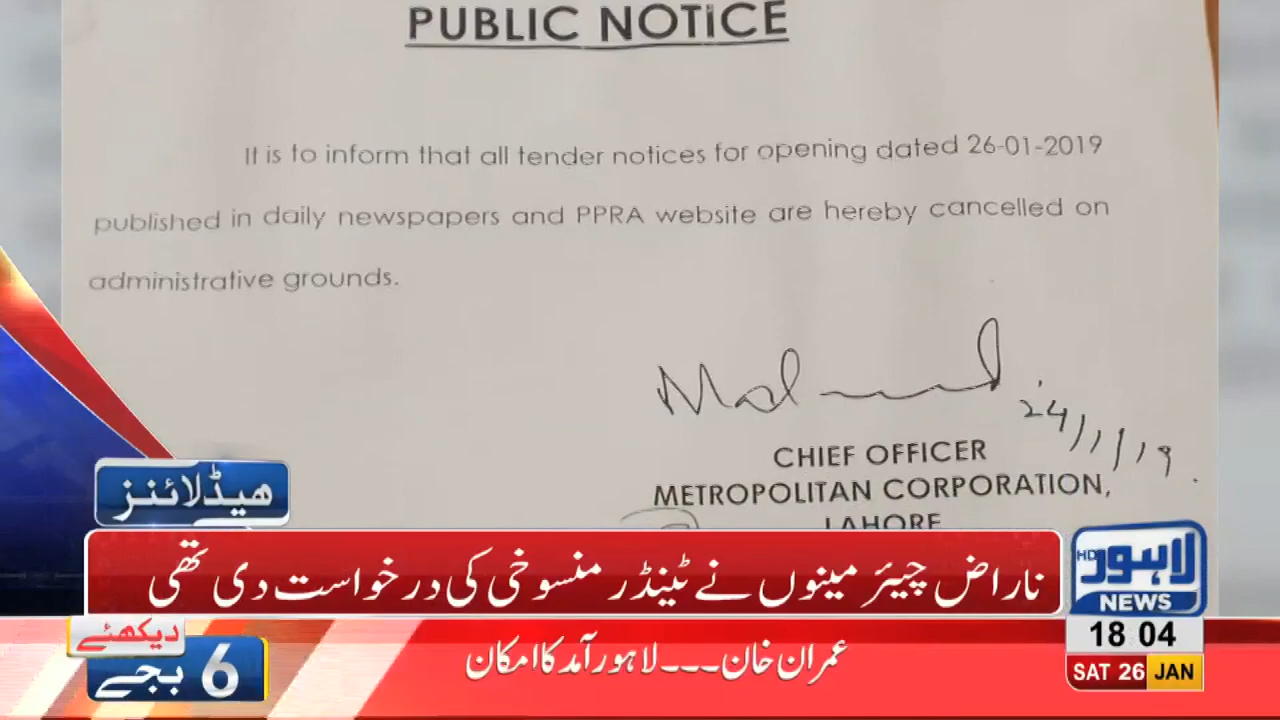 PUBLIC NOTiCE
It is to inform that all tender notices for opening dated 26-01-2019
published in daily newspapers and PPRA website are hereby cancelled on
administrative grounds.
24/1/19
CHIEF OFFICER
METROPOLITAN CORPORATION,
LAHORE
ھیڈلائنز
ناراض چیئرمینوں نے ٹینڈر منسوخی کی درخواست دی تھی
HD لاہور
NEWS
18 04
SAT 26 JAN
دیکھئے
6 بجے
عمران خان۔۔۔لاہور آمد کا امکان